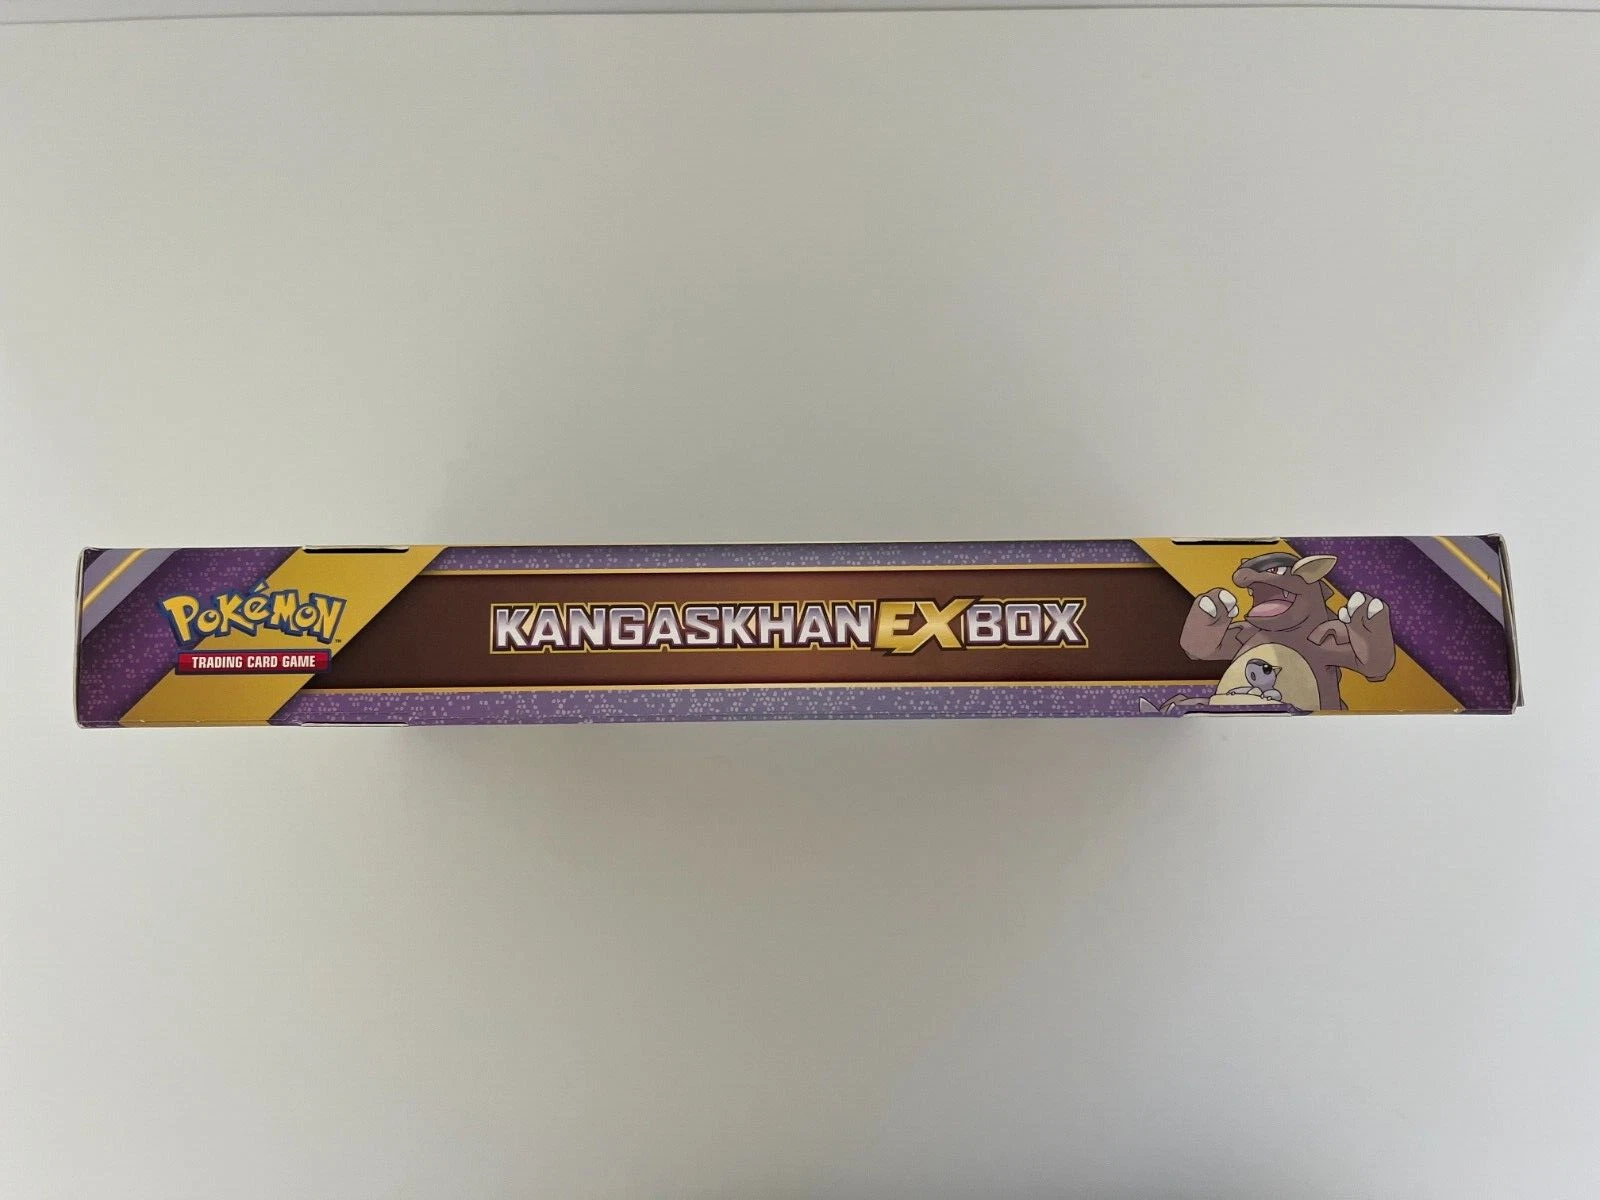 POKéMON
TRADING CARD GAME
KANGASKHAN EX BOX